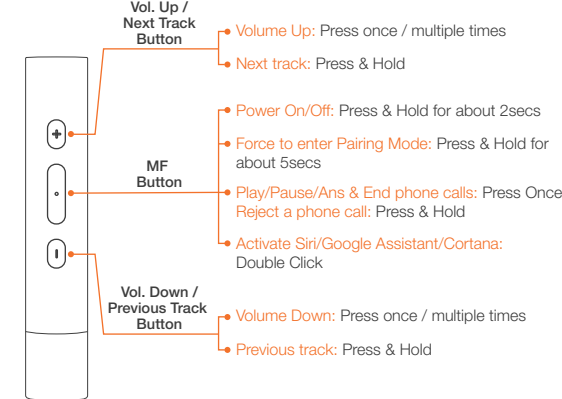 Vol. Up /
Next Track
Button
Volume Up: Press once / multiple times
Next track: Press & Hold
MF
Button
Power On/Off: Press & Hold for about 2secs
Force to enter Pairing Mode: Press & Hold for
about 5secs
Play/Pause/Ans & End phone calls: Press Once
Reject a phone call: Press & Hold
Activate Siri/Google Assistant/Cortana:
Double Click
Vol. Down /
Previous Track
Button
Volume Down: Press once / multiple times
Previous track: Press & Hold